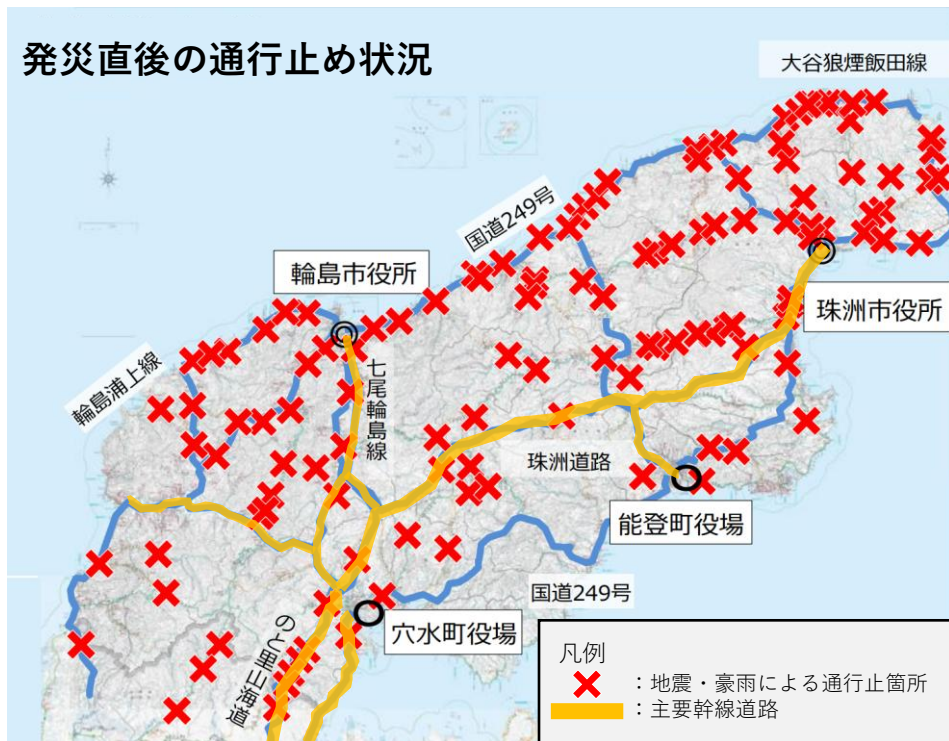 発災直後の通行止め状況
大谷狼煙飯田線
国道249号
輪島市役所
珠洲市役所
輪島浦上線
七尾輪島線
珠洲道路
能登町役場
国道249号
穴水町役場
のと里山海道
凡例
：地震・豪雨による通行止箇所
：主要幹線道路